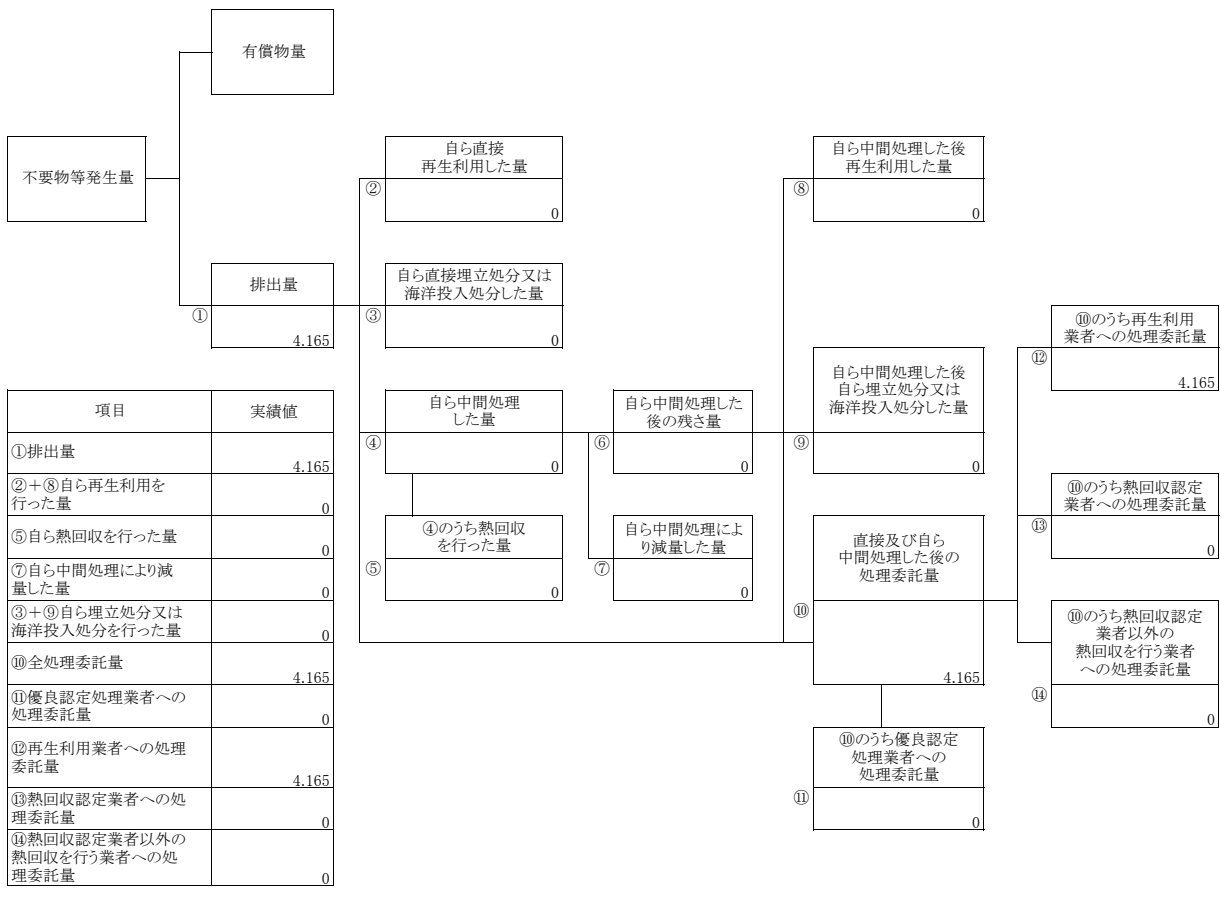 有償物量
不要物等発生量
排出量
①
4.165
自ら直接
再生利用した量
②
0
自ら直接埋立処分又は
海洋投入処分した量
③
0
自ら中間処理
した量
④
0
④のうち熱回収
を行った量
⑤
0
自ら中間処理した
後の残さ量
⑥
0
自ら中間処理によ
り減量した量
⑦
0
自ら中間処理した後
再生利用した量
⑧
0
自ら中間処理した後
自ら埋立処分又は
海洋投入処分した量
⑨
0
直接及び自ら
中間処理した後の
処理委託量
⑩
4.165
⑩のうち優良認定
処理業者への
処理委託量
⑪
0
⑩のうち再生利用
業者への処理委託量
⑫
4.165
⑩のうち熱回収認定
業者への処理委託量
⑬
0
⑩のうち熱回収認定
業者以外の
熱回収を行う業者
への処理委託量
⑭
0
項目 実績値
①排出量
4.165
②＋⑧自ら再生利用を
行った量
0
⑤自ら熱回収を行った量
0
⑦自ら中間処理により減
量した量
0
③＋⑨自ら埋立処分又は
海洋投入処分を行った量
0
⑩全処理委託量
4.165
⑪優良認定処理業者への
処理委託量
0
⑫再生利用業者への処理
委託量
4.165
⑬熱回収認定業者への処
理委託量
0
⑭熱回収認定業者以外の
熱回収を行う業者への処
理委託量
0